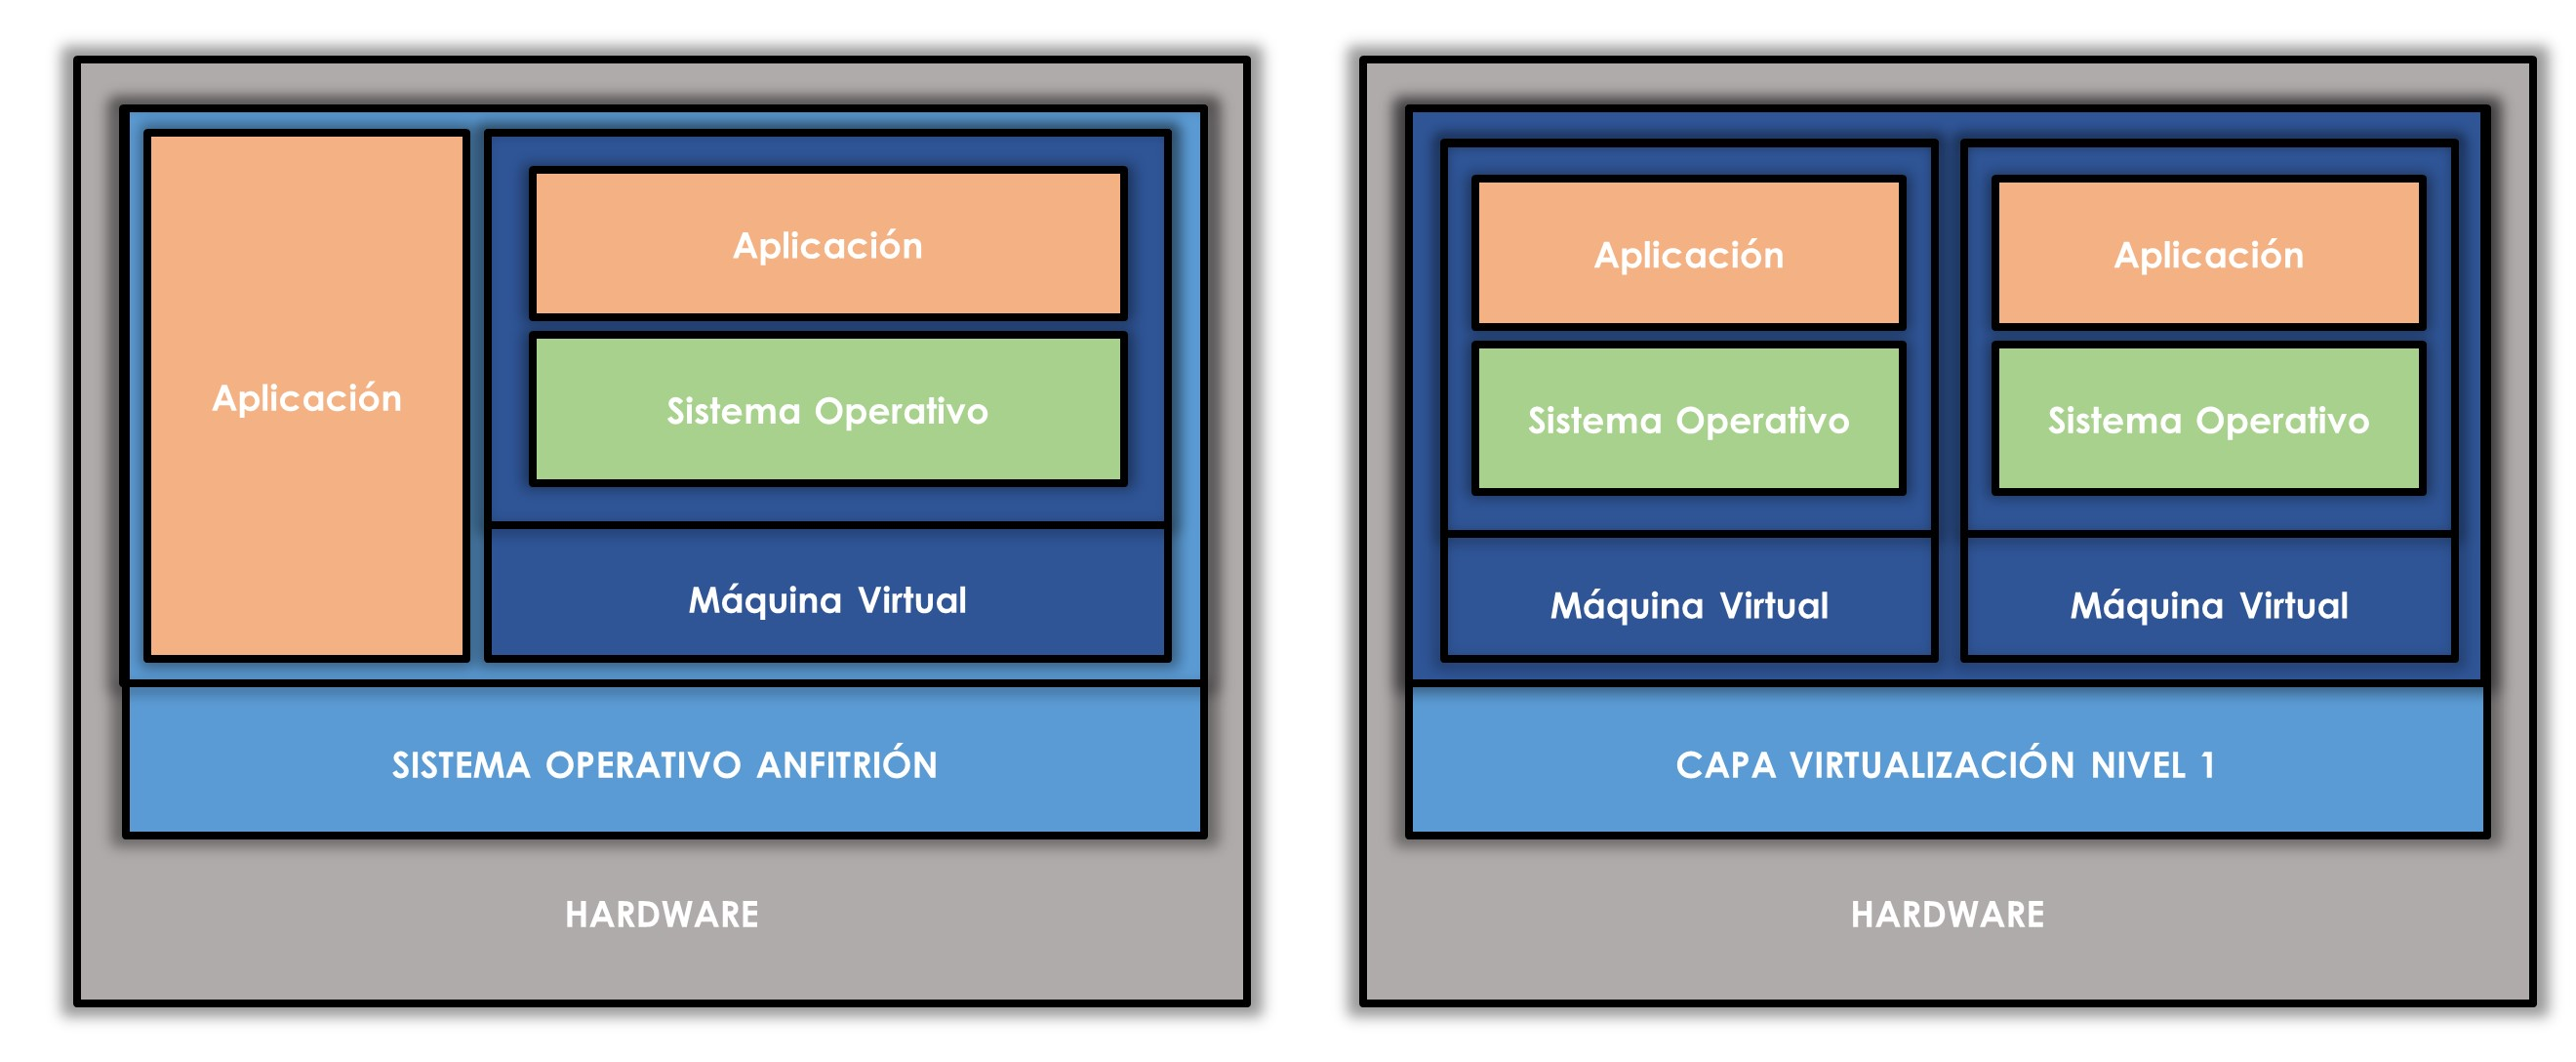 Aplicación
Aplicación
Sistema Operativo
Máquina Virtual
SISTEMA OPERATIVO ANFITRIÓN
HARDWARE
Aplicación
Sistema Operativo
Máquina Virtual
Aplicación
Sistema Operativo
Máquina Virtual
CAPA VIRTUALIZACIÓN NIVEL 1
HARDWARE